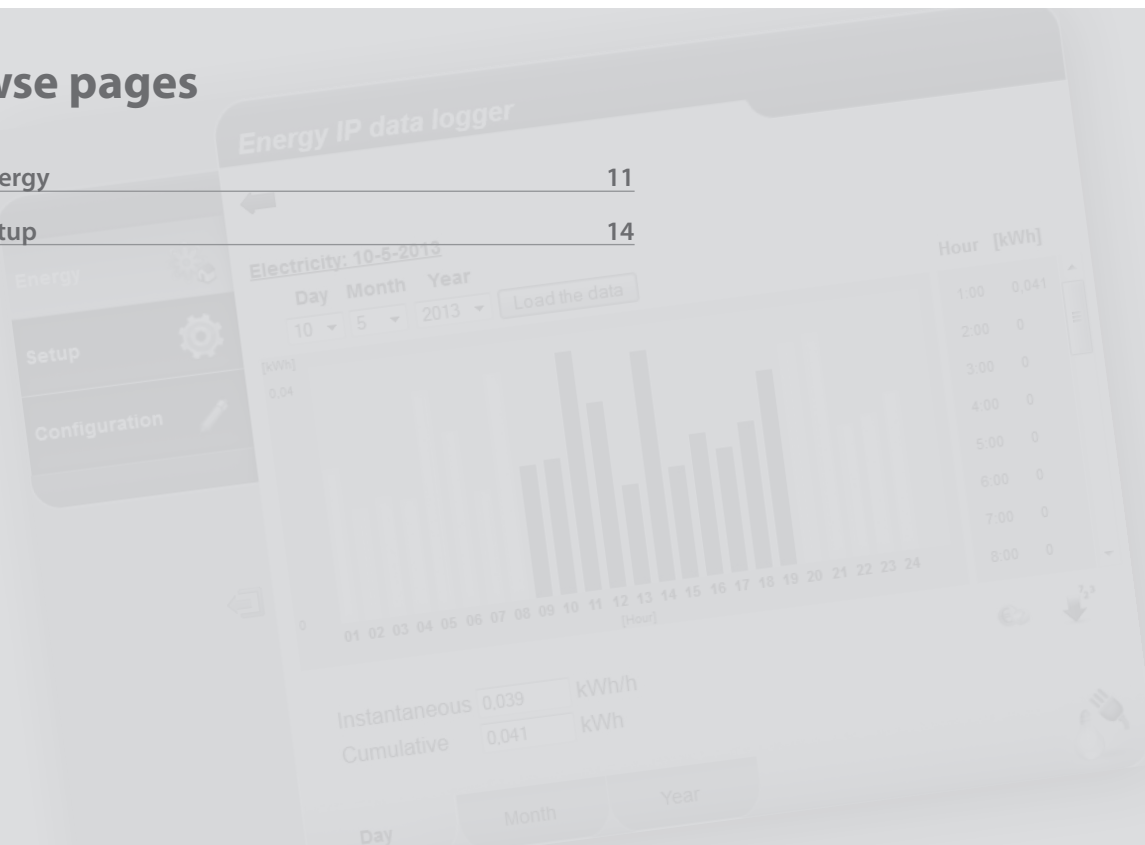 wse pages
Energy IP data logger
ergy 11
tup 14
Energy
Setup
Configuration
Electricity: 10-5-2013
Day Month Year
10 5 2013 Load the data
Hour [kWh]
1:00 0,041
2:00 0
3:00 0
4:00 0
5:00 0
6:00 0
7:00 0
8:00 0
[kWh]
0,04
0
01 02 03 04 05 06 07 08 09 10 11 12 13 14 15 16 17 18 19 20 21 22 23 24
[Hour]
Instantaneous 0,039 kWh/h
Cumulative 0,041 kWh
Day Month Year